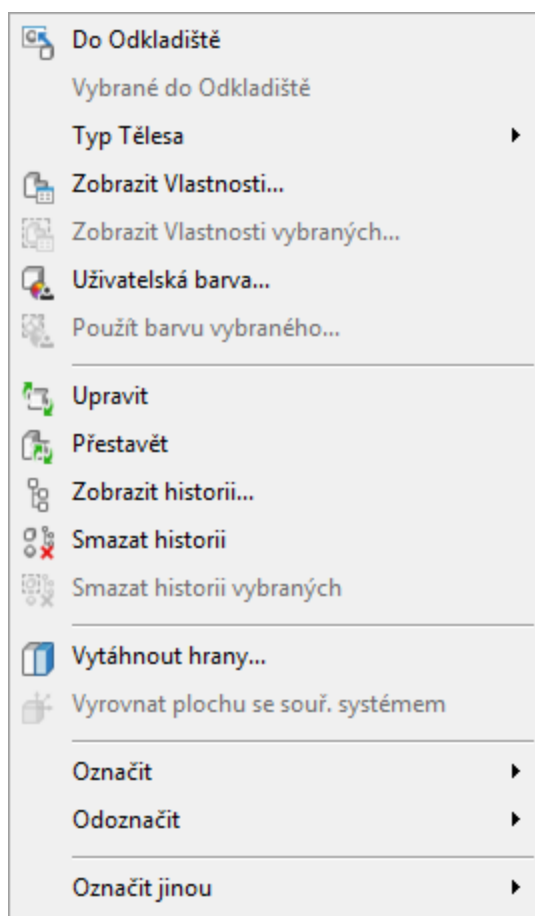 Do Odkladiště
Vybrané do Odkladiště
Typ Tělesa
Zobrazit Vlastnosti...
Zobrazit Vlastnosti vybraných...
Uživatelská barva...
Použít barvu vybraného...
Upravit
Přestavět
Zobrazit historii...
Smazat historii
Smazat historii vybraných
Vytáhnout hrany...
Vyrovnat plochu se souř. systémem
Označit
Odoznačit
Označit jinou